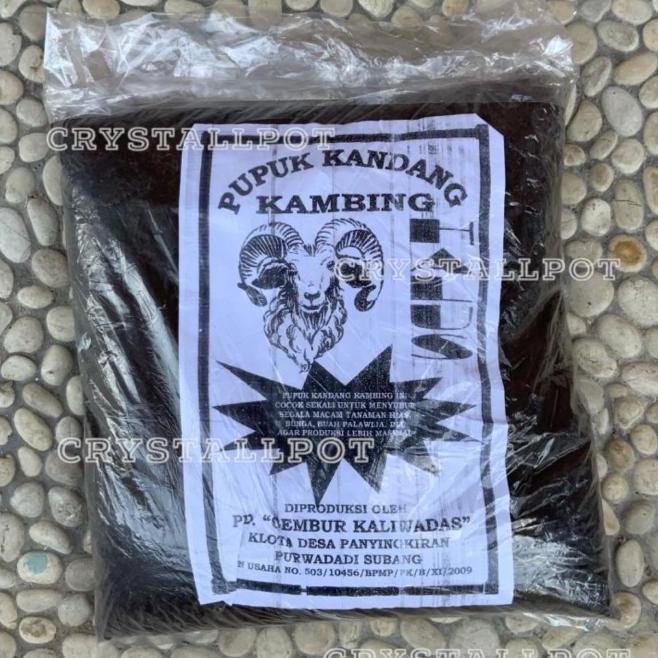 CRYSTALLPOT
PUPUK KANDANG
KAMBING
CRYSTALLPOT
PUPUK KANDANG KAMBING INI
COCOK SEKALI UNTUK MENYUBUR
SEGALA MACAM TANAMAN HIAS
BUNGA, BUAH PALAWIJA, DLL
AGAR PRODUKSI LEBIH MAKSIMAL
CRYSTALLPOT
DIPRODUKSI OLEH
PD. "GEMBUR KALIWADAS"
KLOTA DESA PANYINGKIRAN
PURWADADI SUBANG
USAHA NO. 503/10456/BPMP/PK/B/XI/2009
CRYSTALLPOT